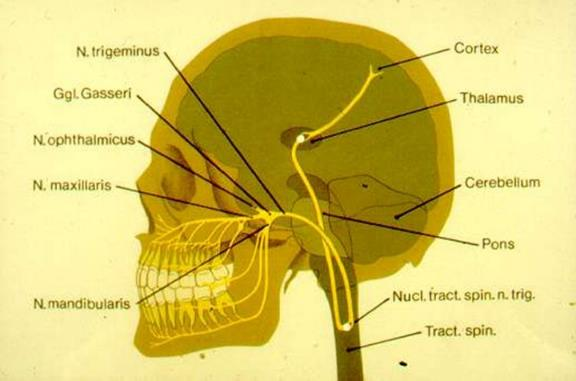 N. trigeminus
Ggl. Gasseri
N. ophthalmicus
N. maxillaris
N. mandibularis
Cortex
Thalamus
Cerebellum
Pons
Nucl. tract. spin. n. trig.
Tract. spin.